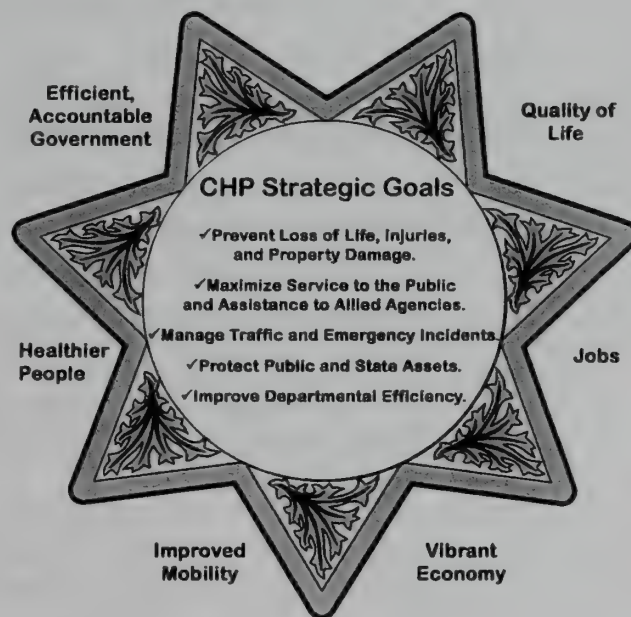 Efficient,
Accountable
Government
Quality of
Life
CHP Strategic Goals
✓Prevent Loss of Life, Injuries,
and Property Damage.
✓Maximize Service to the Public
and Assistance to Allied Agencies.
✓Manage Traffic and Emergency Incidents.
✓Protect Public and State Assets.
✓Improve Departmental Efficiency.
Healthier
People
Jobs
Improved
Mobility
Vibrant
Economy